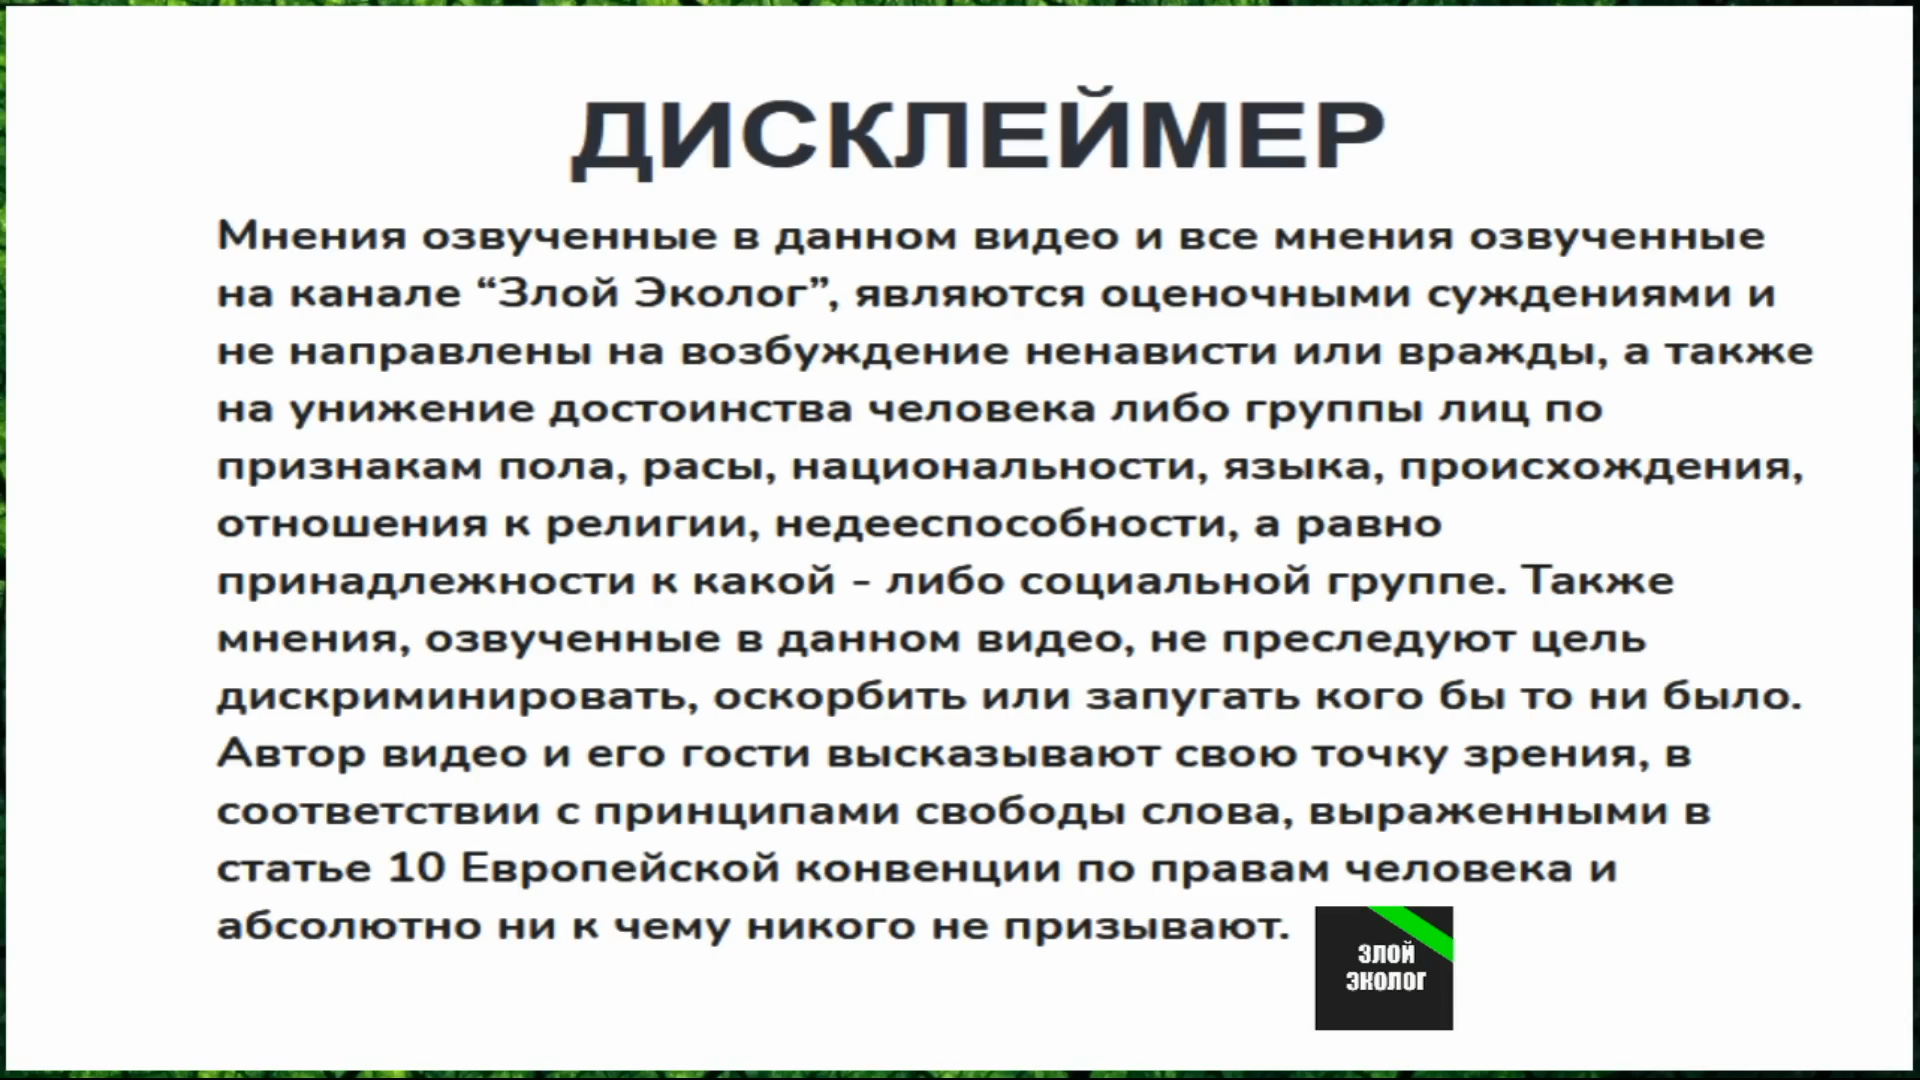 ДИСКЛЕЙМЕР
Мнения озвученные в данном видео и все мнения озвученные
на канале “Злой Эколог”, являются оценочными суждениями и
не направлены на возбуждение ненависти или вражды, а также
на унижение достоинства человека либо группы лиц по
признакам пола, расы, национальности, языка, происхождения,
отношения к религии, недееспособности, а равно
принадлежности к какой - либо социальной группе. Также
мнения, озвученные в данном видео, не преследуют цель
дискриминировать, оскорбить или запугать кого бы то ни было.
Автор видео и его гости высказывают свою точку зрения, в
соответствии с принципами свободы слова, выраженными в
статье 10 Европейской конвенции по правам человека и
абсолютно ни к чему никого не призывают.
ЗЛОЙ
ЭКОЛОГ